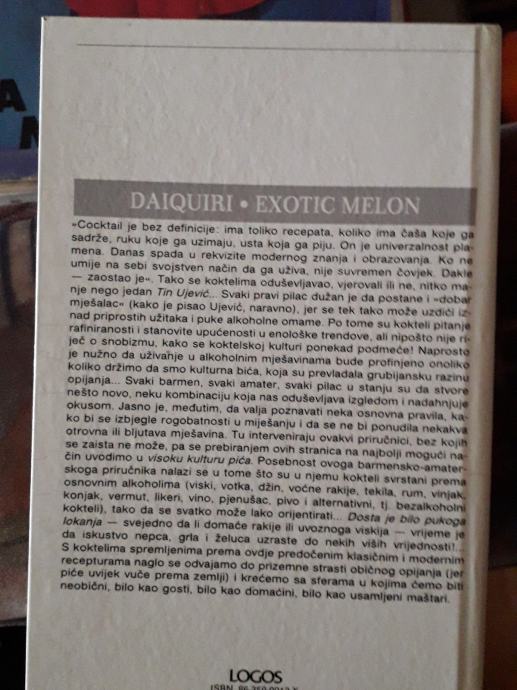 DAIQUIRI • EXOTIC MELON
»Cocktail je bez definicije: ima toliko recepata, koliko ima čaša koje ga
sadrže, ruku koje ga uzimaju, usta koja ga piju. On je univerzalnost pla-
mena. Danas spada u rekvizite modernog znanja i obrazovanja. Ko ne
umije na sebi svojstven način da ga uživa, nije suvremen čovjek. Dakle
— zaostao je«. Tako se koktelima oduševljavao, vjerovali ili ne, nitko ma-
nje nego jedan Tin Ujević... Svaki pravi pilac dužan je da postane i »dobar
mješalac« (kako je pisao Ujević, naravno), jer se tek tako može uzdići iz-
nad priprostih užitaka i puke alkoholne omame. Po tome su kokteli pitanje
rafiniranosti i stanovite upućenosti u enološke trendove, ali nipošto nije ri-
ječ o snobizmu, kako se koktelskoj kulturi ponekad podmeće! Naprosto
je nužno da uživanje u alkoholnim mješavinama bude profinjeno onoliko
koliko držimo da smo kulturna bića, koja su prevladala grubijansku razinu
opijanja... Svaki barmen, svaki amater, svaki pilac u stanju su da stvore
nešto novo, neku kombinaciju koja nas oduševljava izgledom i nadahnjuje
okusom. Jasno je, međutim, da valja poznavati neka osnovna pravila, ka-
ko bi se izbjegle rogobatnosti u miješanju i da se ne bi ponudila nekakva
otrovna ili bljutava mješavina. Tu interveniraju ovakvi priručnici, bez kojih
se zaista ne može, pa se prebiranjem ovih stranica na najbolji mogući na-
čin uvodimo u visoku kulturu pića. Posebnost ovoga barmensko-amater-
skoga priručnika nalazi se u tome što su u njemu kokteli svrstani prema
osnovnim alkoholima (viski, votka, džin, voćne rakije, tekila, rum, vinjak,
konjak, vermut, likeri, vino, pjenušac, pivo i alternativni, tj. bezalkoholni
kokteli), tako da se svatko može lako orijentirati... Dosta je bilo pukoga
lokanja — svejedno da li domaće rakije ili uvoznoga viskija — vrijeme je
da iskustvo nepca, grla i želuca uzraste do nekih viših vrijednosti!...
S koktelima spremljenima prema ovdje predočenim klasičnim i modernim
recepturama naglo se odvajamo do prizemne strasti običnog opijanja (jer
piće uvijek vuče prema zemlji) i krećemo sa sferama u kojima ćemo biti
neobični, bilo kao gosti, bilo kao domaćini, bilo kao usamljeni maštari.
LOGOS
ISBN